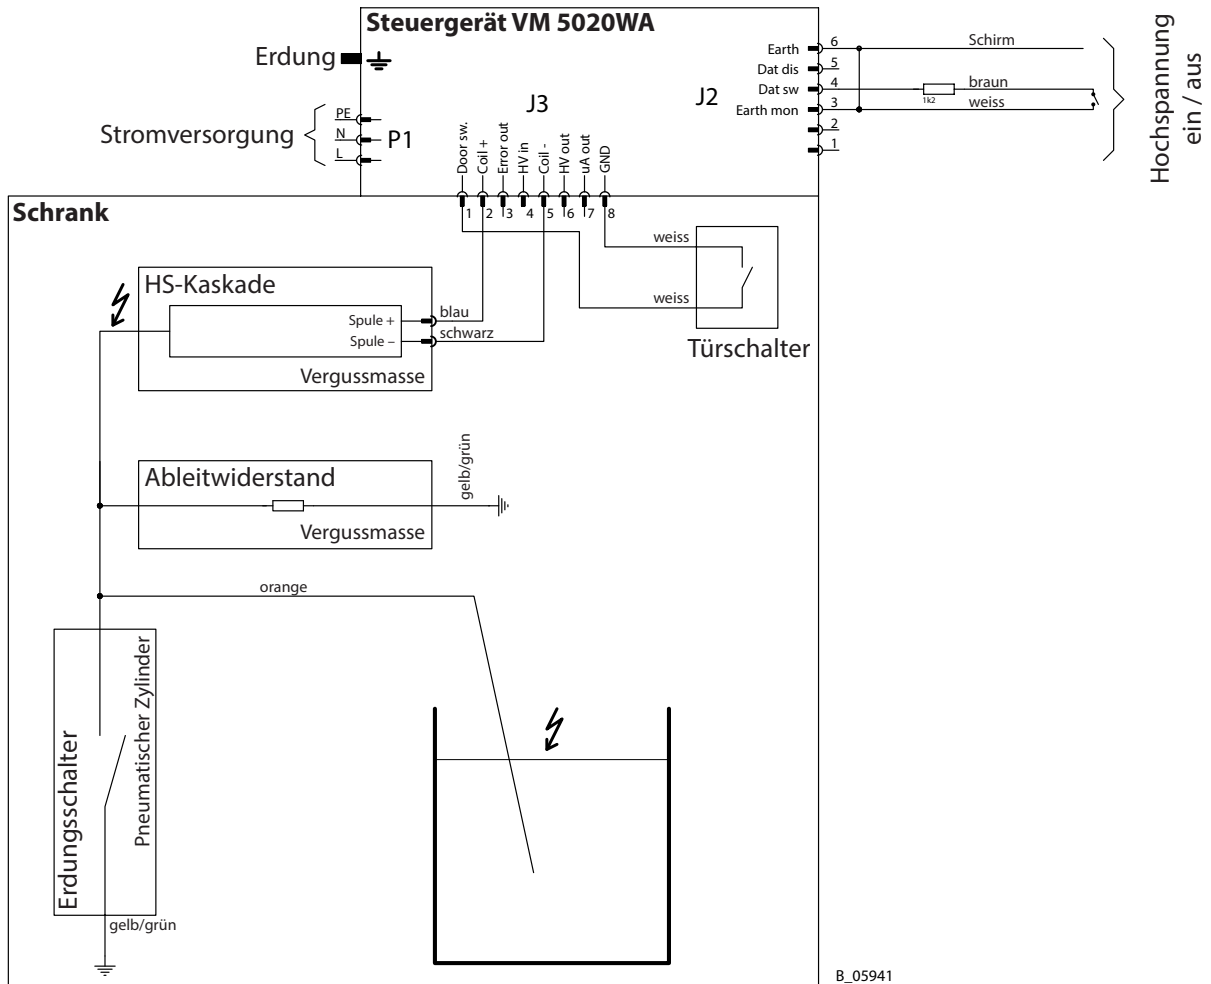 Steuergerät VM 5020WA
Erdung
Stromversorgung
PE
N
L
P1
J3
J2
Earth
6
Schirm
Dat dis
5
Dat sw
4
braun
1k2
Earth mon
3
weiss
2
1
Hochspannung
ein / aus
Door sw.
Coil +
Error out
HV in
Coil -
HV out
uA out
GND
1
2
3
4
5
6
7
8
Schrank
weiss
weiss
Türschalter
HS-Kaskade
Spule +
blau
Spule –
schwarz
Vergussmasse
Ableitwiderstand
gelb/grün
Vergussmasse
orange
Erdungsschalter
Pneumatischer Zylinder
gelb/grün
B_05941